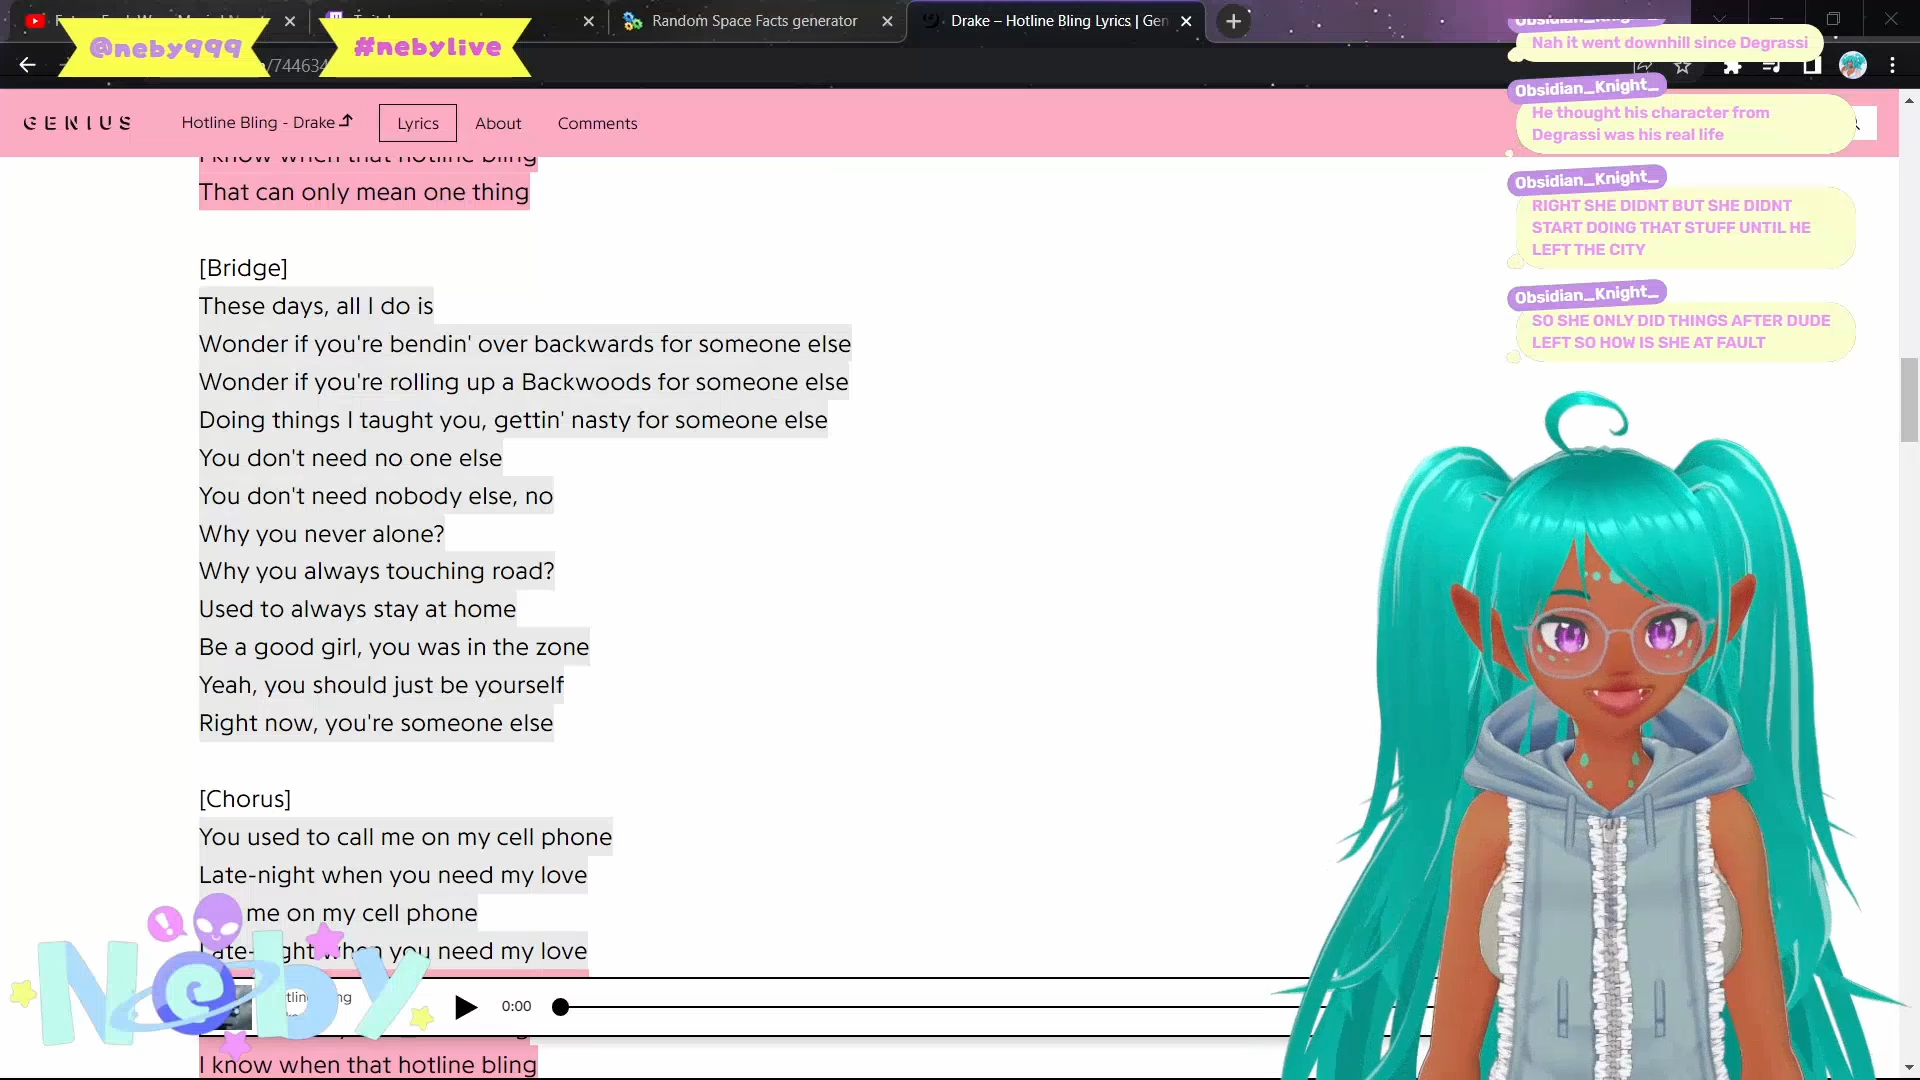 Random Space Facts generator
Drake – Hotline Bling Lyrics | Gen
@neby999
#nebylive
/744634
GENIUS
Hotline Bling - Drake
Lyrics
About
Comments
I know when that hotline bling
That can only mean one thing
[Bridge]
These days, all I do is
Wonder if you're bendin' over backwards for someone else
Wonder if you're rolling up a Backwoods for someone else
Doing things I taught you, gettin' nasty for someone else
You don't need no one else
You don't need nobody else, no
Why you never alone?
Why you always touching road?
Used to always stay at home
Be a good girl, you was in the zone
Yeah, you should just be yourself
Right now, you're someone else
[Chorus]
You used to call me on my cell phone
Late-night when you need my love
me on my cell phone
when you need my love
0:00
I know when that hotline bling
Neby
Obsidian_Knight_
Nah it went downhill since Degrassi
Obsidian_Knight_
He thought his character from
Degrassi was his real life
Obsidian_Knight_
RIGHT SHE DIDNT BUT SHE DIDNT
START DOING THAT STUFF UNTIL HE
LEFT THE CITY
Obsidian_Knight_
SO SHE ONLY DID THINGS AFTER DUDE
LEFT SO HOW IS SHE AT FAULT